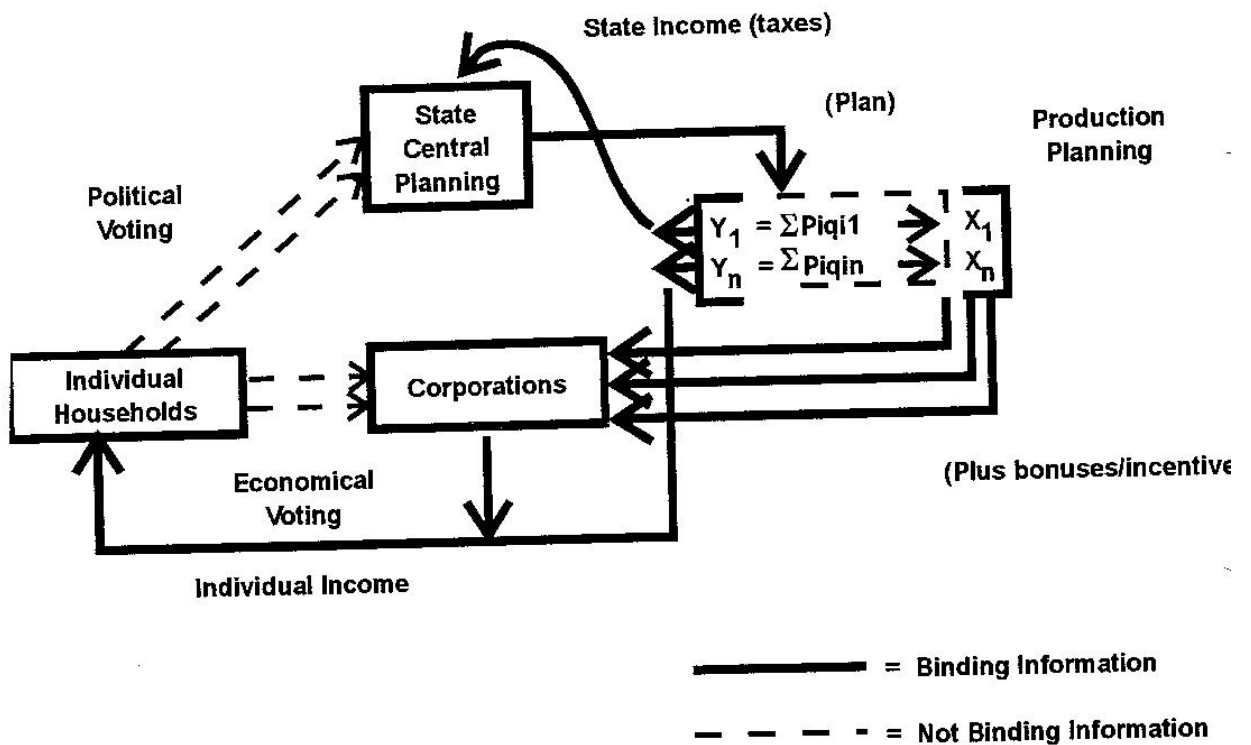 State Income (taxes)
State
Central
Planning
(Plan)
Production
Planning
Political
Voting
Y₁ = ΣPiqi1
X₁
Yₙ = ΣPiqin
Xₙ
Individual
Households
Corporations
(Plus bonuses/incentive
Economical
Voting
Individual Income
= Binding Information
= Not Binding Information